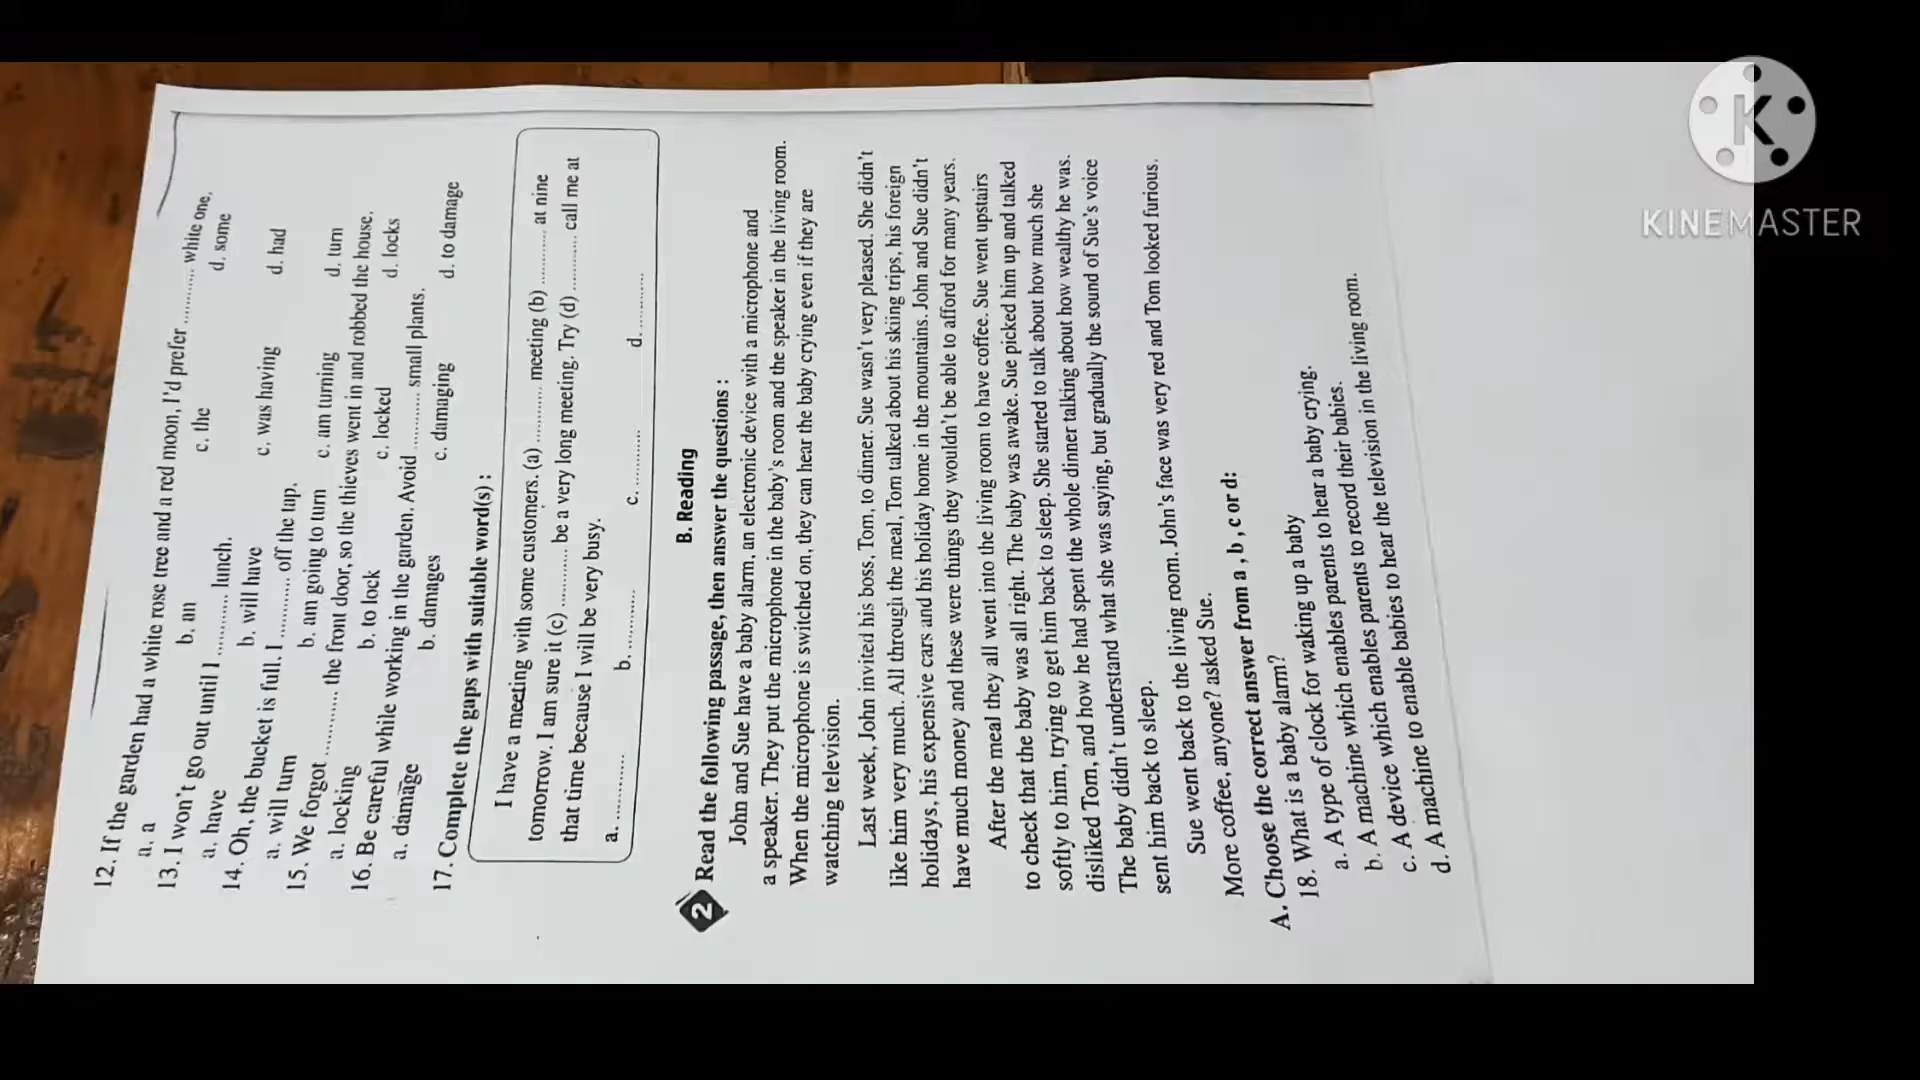 12. If the garden had a white rose tree and a red moon, I'd prefer .......... white one.
a. a b. an c. the d. some
13. I won't go out until I .......... lunch.
a. have b. will have c. was having d. had
14. Oh, the bucket is full. I .......... off the tap.
a. will turn b. am going to turn c. am turning d. turn
15. We forgot .......... the front door, so the thieves went in and robbed the house.
a. locking b. to lock c. locked d. locks
16. Be careful while working in the garden. Avoid .......... small plants.
a. damage b. damages c. damaging d. to damage
17. Complete the gaps with suitable word(s) :
I have a meeting with some customers. (a) .......... meeting (b) .......... at nine
tomorrow. I am sure it (c) .......... be a very long meeting. Try (d) .......... call me at
that time because I will be very busy.
a. .......... b. .......... c. .......... d. ..........
B. Reading
2 Read the following passage, then answer the questions :
John and Sue have a baby alarm, an electronic device with a microphone and
a speaker. They put the microphone in the baby's room and the speaker in the living room.
When the microphone is switched on, they can hear the baby crying even if they are
watching television.
Last week, John invited his boss, Tom, to dinner. Sue wasn't very pleased. She didn't
like him very much. All through the meal, Tom talked about his skiing trips, his foreign
holidays, his expensive cars and his holiday home in the mountains. John and Sue didn't
have much money and these were things they wouldn't be able to afford for many years.
After the meal they all went into the living room to have coffee. Sue went upstairs
to check that the baby was all right. The baby was awake. Sue picked him up and talked
softly to him, trying to get him back to sleep. She started to talk about how much she
disliked Tom, and how he had spent the whole dinner talking about how wealthy he was.
The baby didn't understand what she was saying, but gradually the sound of Sue's voice
sent him back to sleep.
Sue went back to the living room. John's face was very red and Tom looked furious.
More coffee, anyone? asked Sue.
A. Choose the correct answer from a , b , c or d:
18. What is a baby alarm?
a. A type of clock for waking up a baby
b. A machine which enables parents to hear a baby crying.
c. A device which enables parents to record their babies.
d. A machine to enable babies to hear the television in the living room.
K
KINEMASTER